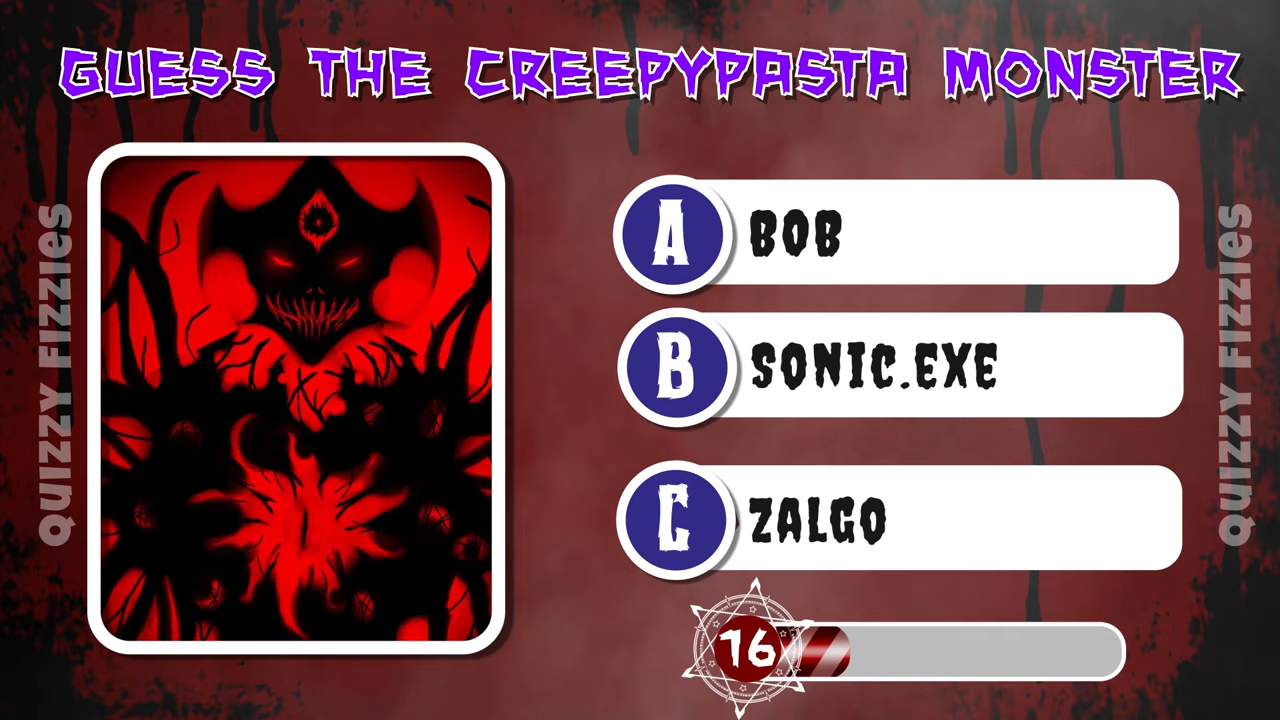 GUESS THE CREEPYPASTA MONSTER
QUIZZY FIZZIES
A BOB
B SONIC.EXE
C ZALGO
16
QUIZZY FIZZIES